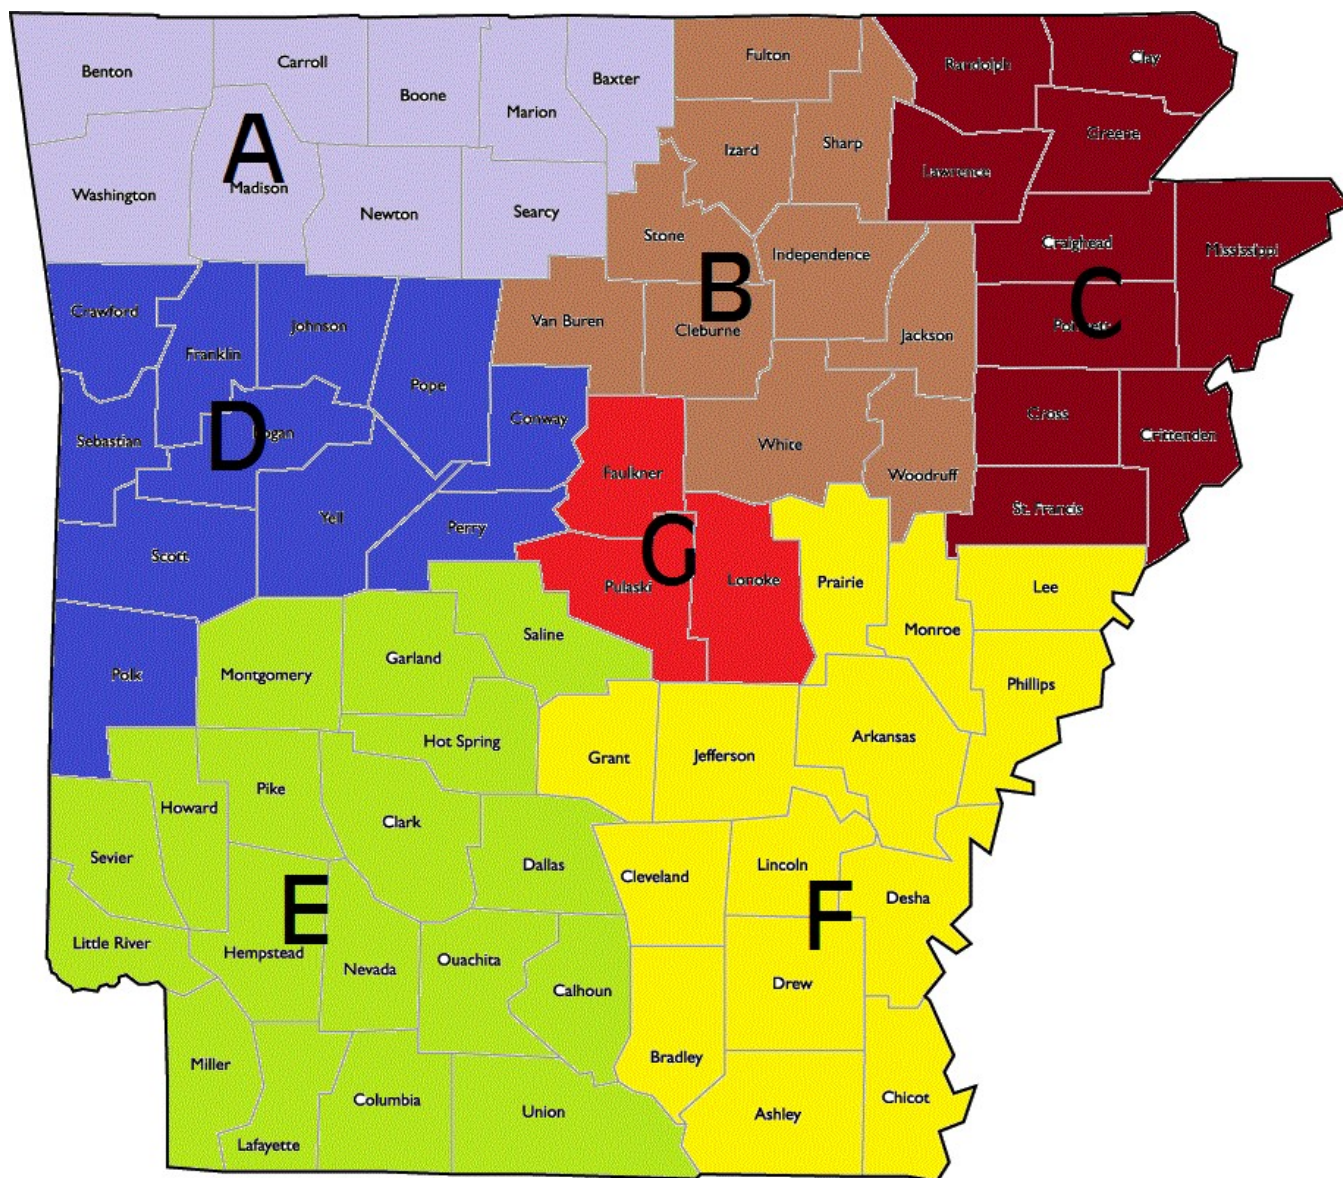 Benton
Carroll
Boone
Marion
Baxter
Fulton
Randolph
Clay
Washington
A
Madison
Newton
Searcy
Izard
Sharp
Lawrence
Greene
Stone
B
Independence
Craighead
Mississippi
C
Crawford
Franklin
Johnson
Pope
Van Buren
Cleburne
Jackson
Poinsett
Sebastian
D
Logan
Conway
White
Woodruff
Cross
Crittenden
Scott
Yell
Perry
Faulkner
G
St. Francis
Polk
Montgomery
Garland
Saline
Pulaski
Lonoke
Prairie
Monroe
Lee
Phillips
Hot Spring
Grant
Jefferson
Arkansas
Howard
Pike
Clark
Sevier
Dallas
Cleveland
Lincoln
Desha
E
F
Little River
Hempstead
Nevada
Ouachita
Calhoun
Drew
Miller
Lafayette
Columbia
Union
Bradley
Ashley
Chicot